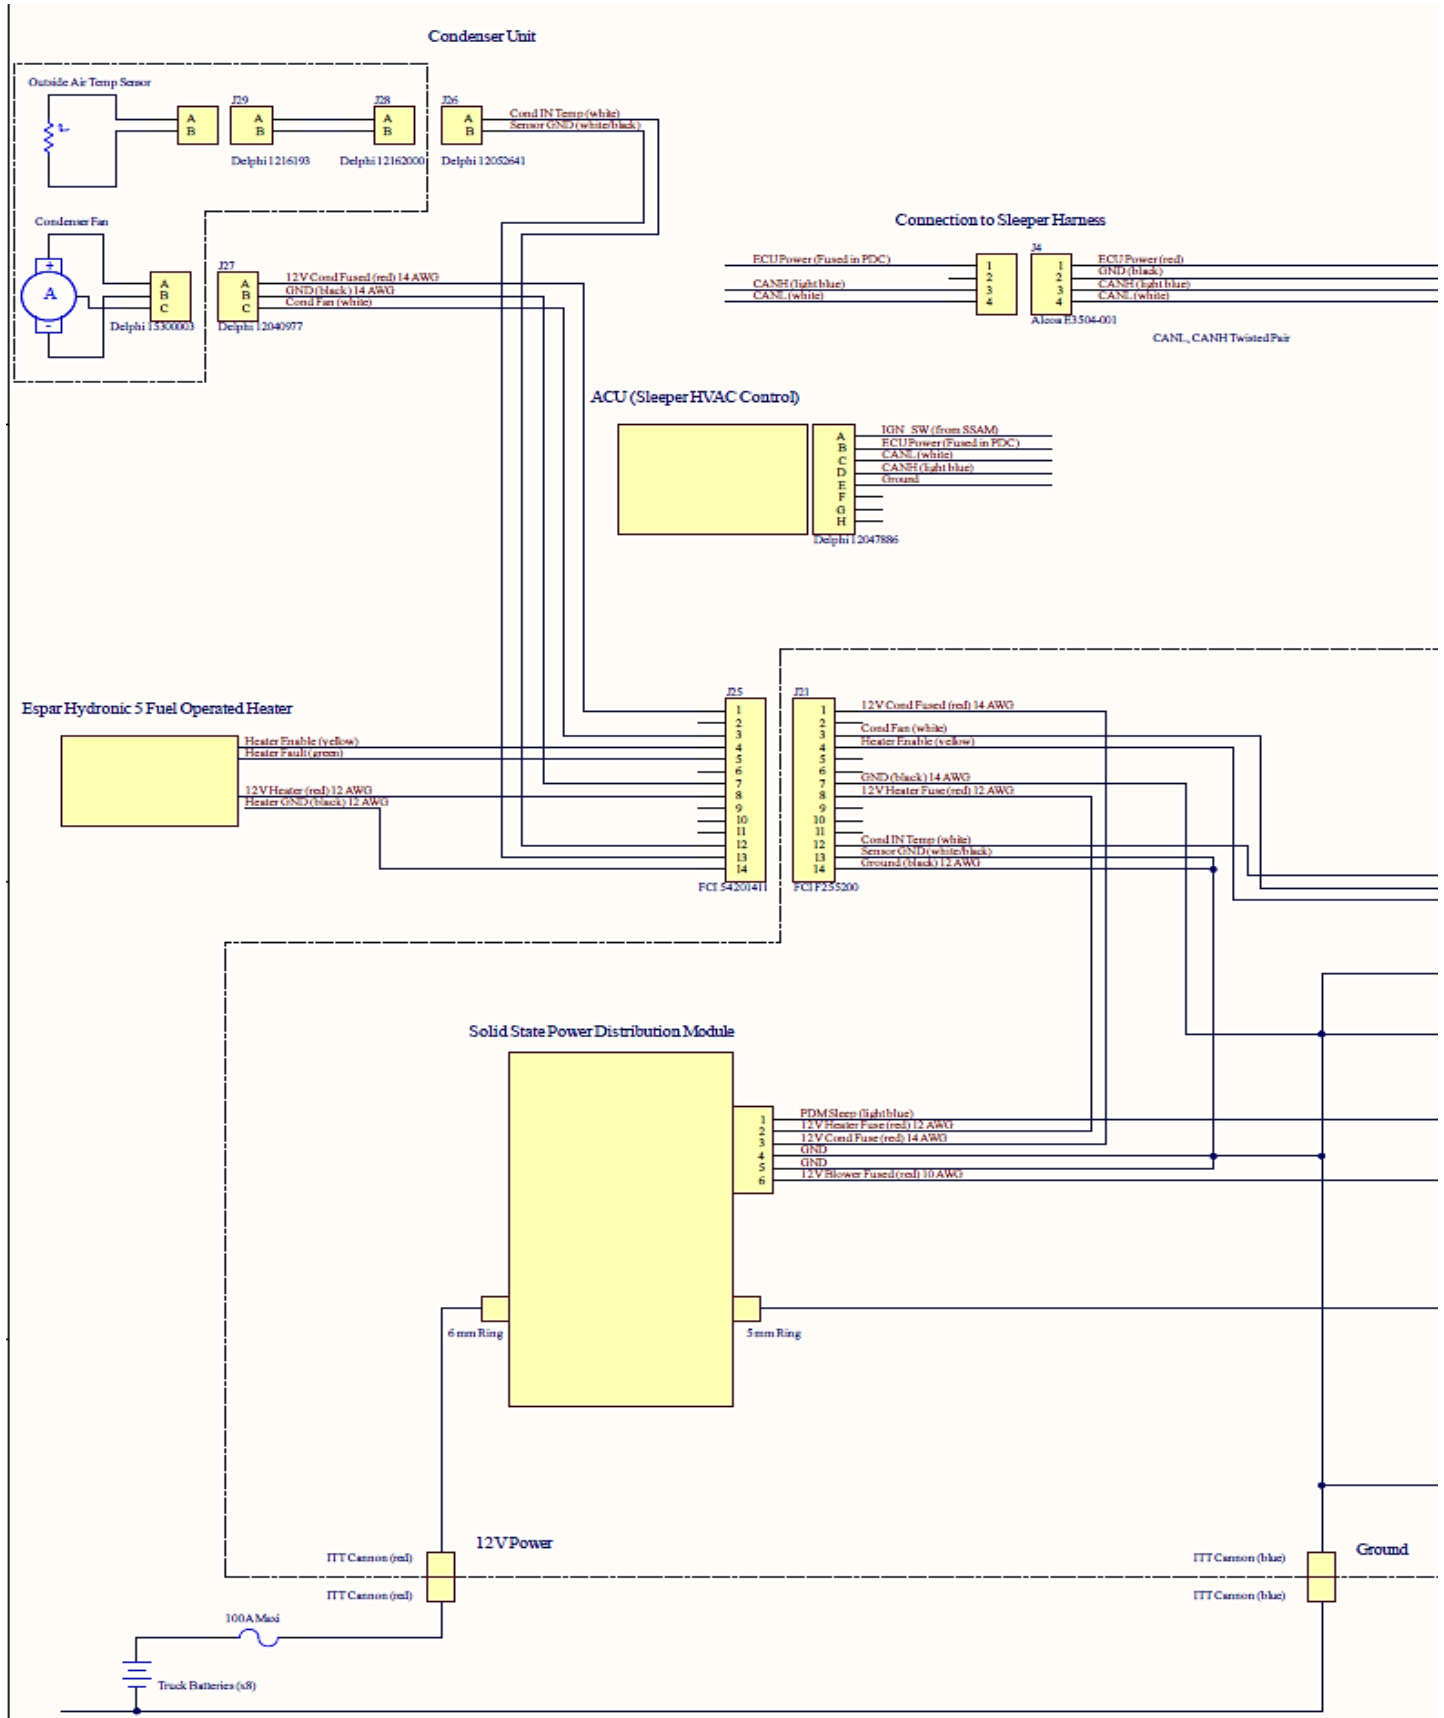 Condenser Unit
Outside Air Temp Sensor
A
B
J29
A
B
Delphi 1216193
J28
A
B
Delphi 12162000
J26
A
B
Delphi 12052641
Cond IN Temp (white)
Sensor GND (white/black)
Condenser Fan
+
A
-
A
B
C
Delphi 15300003
J27
A
B
C
Delphi 12040977
12V Cond Fused (red) 14 AWG
GND (black) 14 AWG
Cond Fan (white)
Connection to Sleeper Harness
ECU Power (Fused in PDC)
CANH (light blue)
CANL (white)
1
2
3
4
J4
1
2
3
4
Alcoa E3504-001
ECU Power (red)
GND (black)
CANH (light blue)
CANL (white)
CANL, CANH Twisted Pair
ACU (Sleeper HVAC Control)
A
B
C
D
E
F
G
H
Delphi 12047886
IGN_SW (from SSAM)
ECU Power (Fused in PDC)
CANL (white)
CANH (light blue)
Ground
Espar Hydronic 5 Fuel Operated Heater
Heater Enable (yellow)
Heater Fault (green)
12V Heater (red) 12 AWG
Heater GND (black) 12 AWG
J25
1
2
3
4
5
6
7
8
9
10
11
12
13
14
FCI 54201411
J21
1
2
3
4
5
6
7
8
9
10
11
12
13
14
FCI F255200
12V Cond Fused (red) 14 AWG
Cond Fan (white)
Heater Enable (yellow)
GND (black) 14 AWG
12V Heater Fuse (red) 12 AWG
Cond IN Temp (white)
Sensor GND (white/black)
Ground (black) 12 AWG
Solid State Power Distribution Module
1
2
3
4
5
6
PDM Sleep (light blue)
12V Heater Fuse (red) 12 AWG
12V Cond Fuse (red) 14 AWG
GND
GND
12V Blower Fused (red) 10 AWG
6 mm Ring
5 mm Ring
12V Power
ITT Cannon (red)
ITT Cannon (red)
Ground
ITT Cannon (blue)
ITT Cannon (blue)
100A Maxi
Truck Batteries (x8)